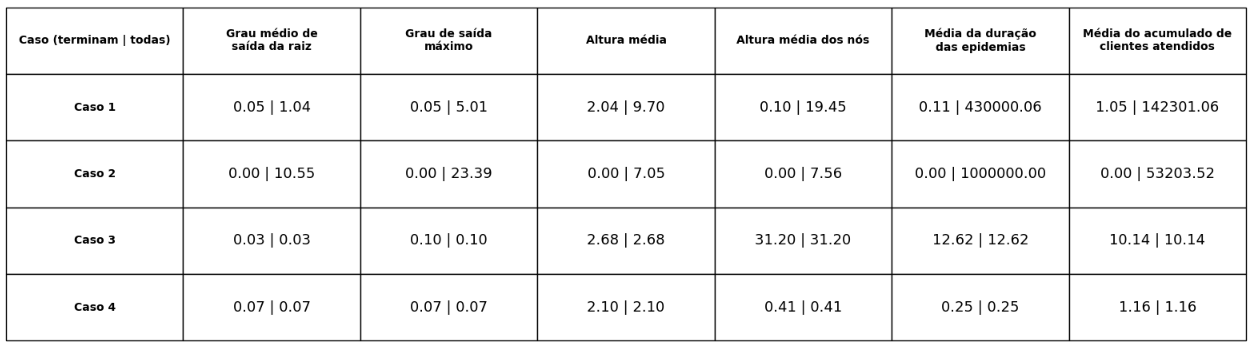 Caso (terminam | todas)
Grau médio de
saída da raiz
Grau de saída
máximo
Altura média
Altura média dos nós
Média da duração
das epidemias
Média do acumulado de
clientes atendidos
Caso 1
0.05 | 1.04
0.05 | 5.01
2.04 | 9.70
0.10 | 19.45
0.11 | 430000.06
1.05 | 142301.06
Caso 2
0.00 | 10.55
0.00 | 23.39
0.00 | 7.05
0.00 | 7.56
0.00 | 1000000.00
0.00 | 53203.52
Caso 3
0.03 | 0.03
0.10 | 0.10
2.68 | 2.68
31.20 | 31.20
12.62 | 12.62
10.14 | 10.14
Caso 4
0.07 | 0.07
0.07 | 0.07
2.10 | 2.10
0.41 | 0.41
0.25 | 0.25
1.16 | 1.16